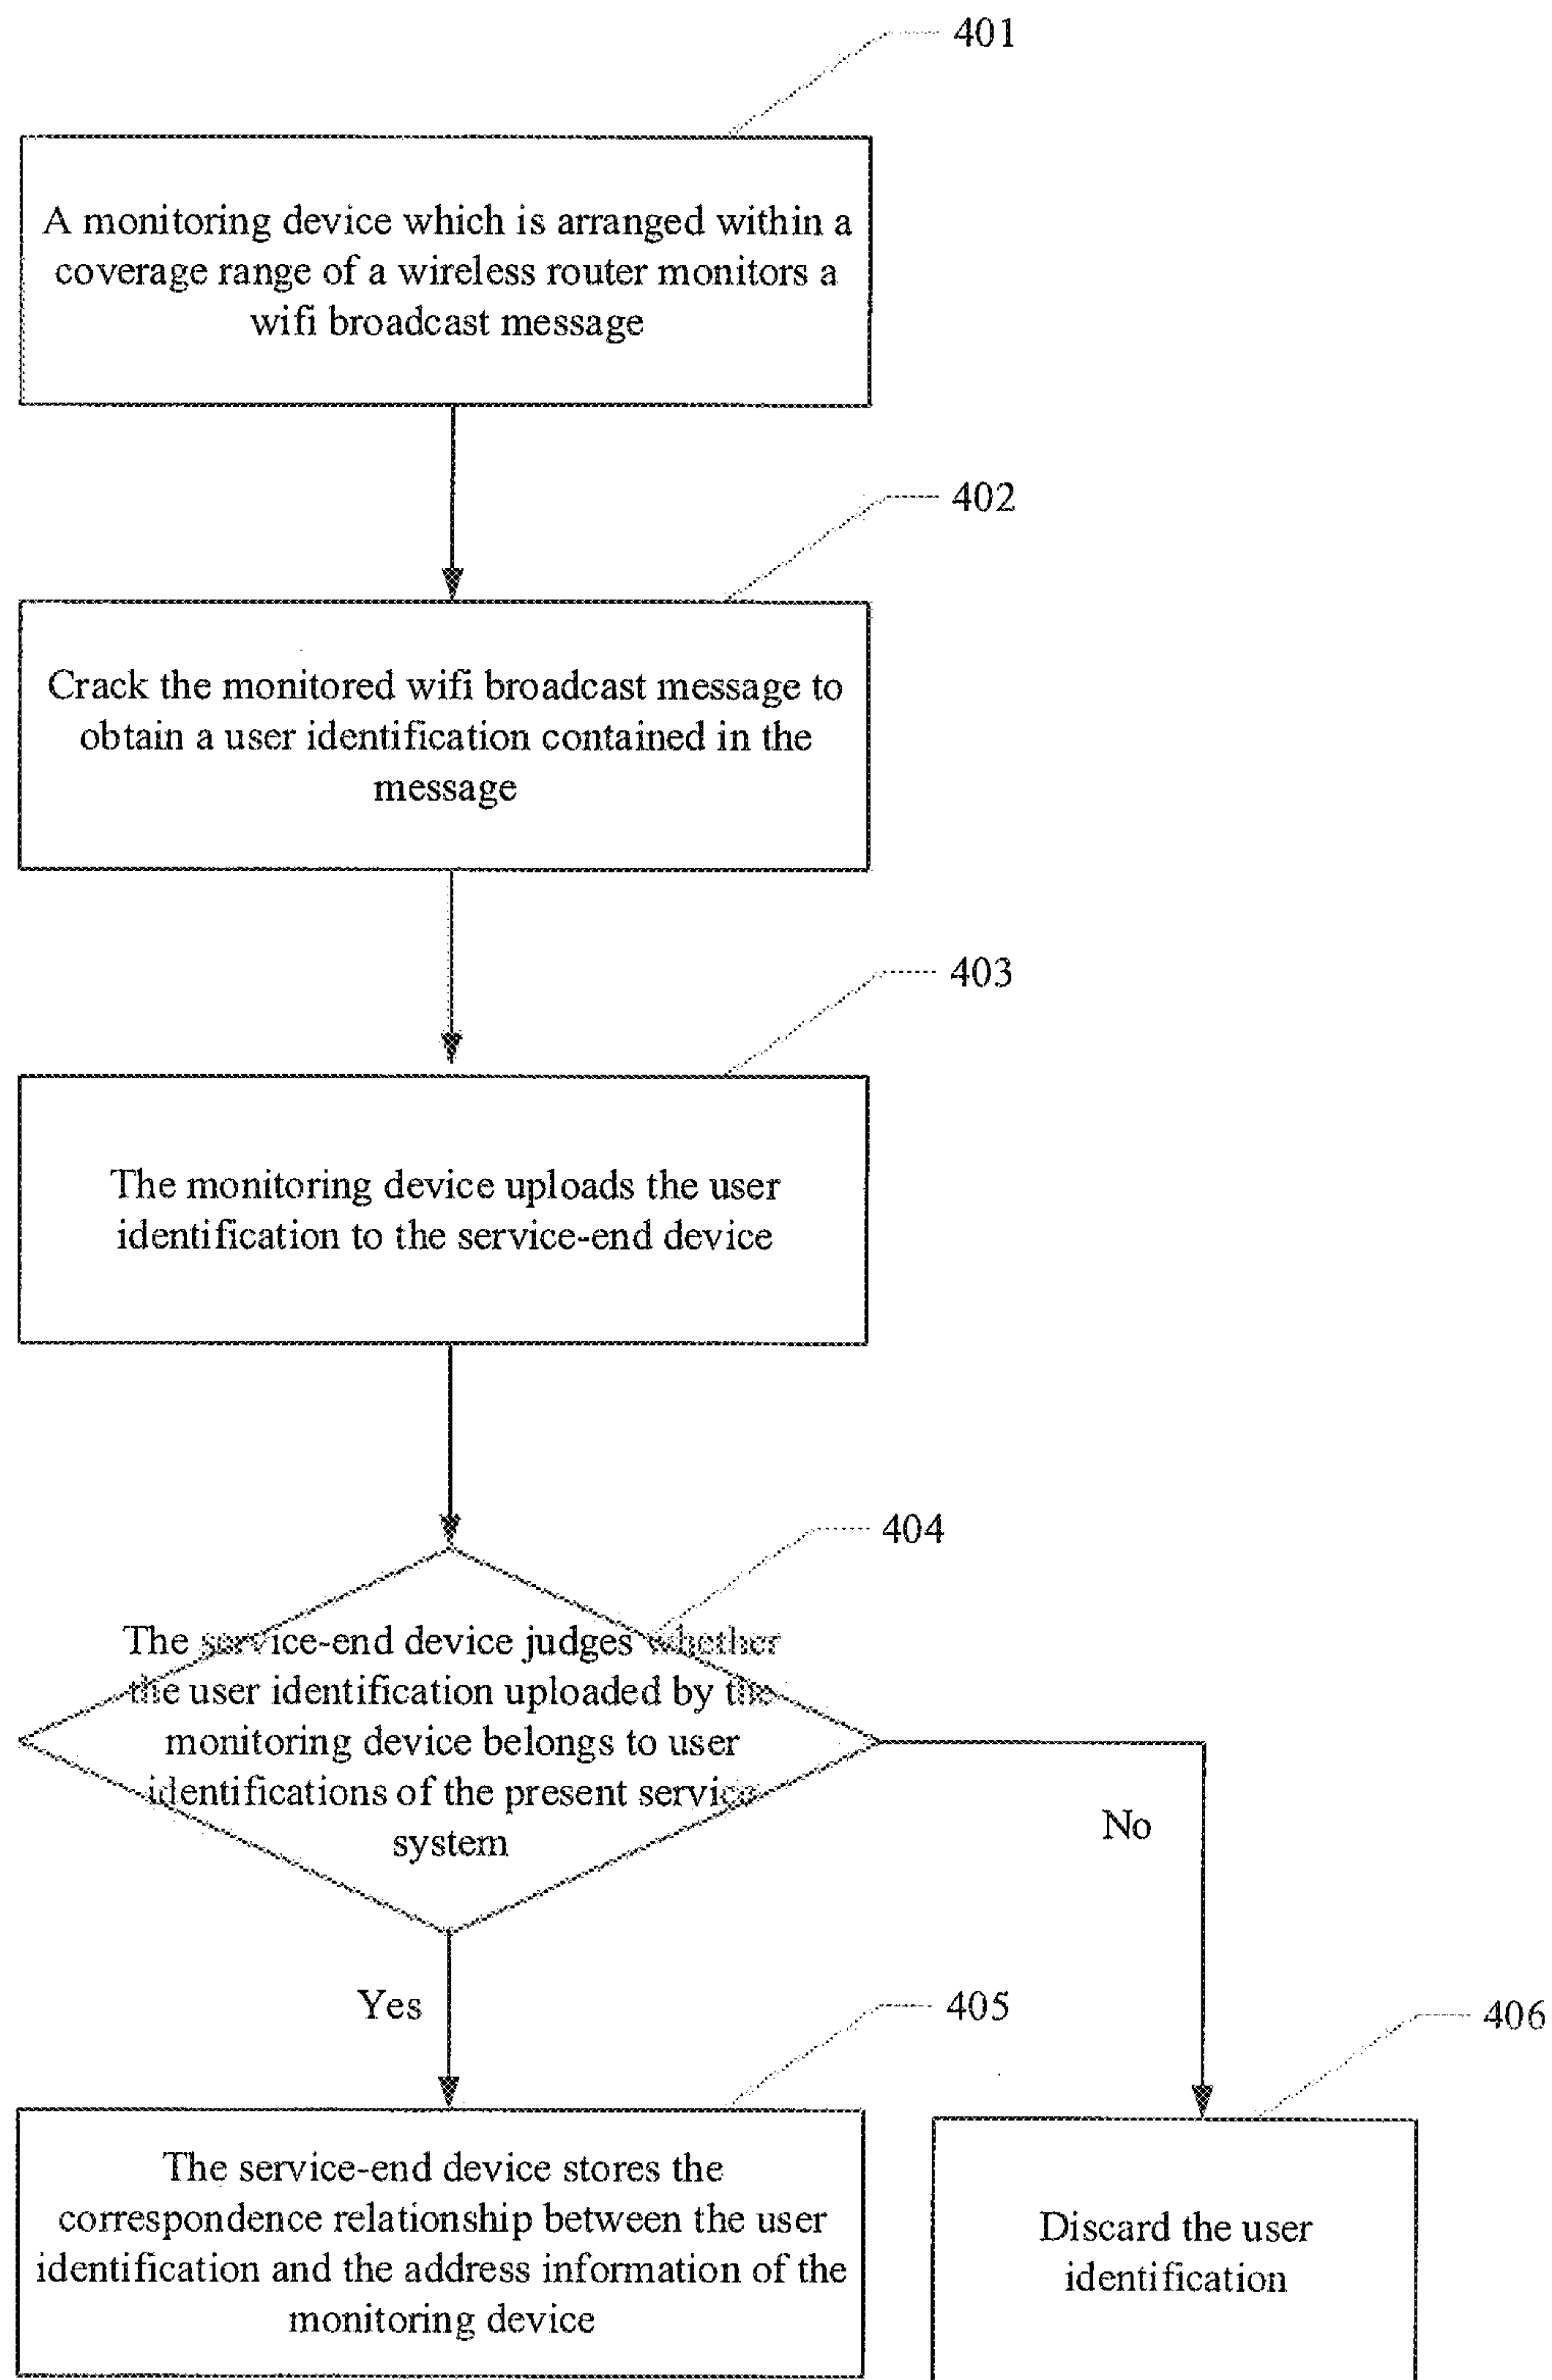 401
A monitoring device which is arranged within a
coverage range of a wireless router monitors a
wifi broadcast message
402
Crack the monitored wifi broadcast message to
obtain a user identification contained in the
message
403
The monitoring device uploads the user
identification to the service-end device
404
The service-end device judges whether
the user identification uploaded by the
monitoring device belongs to user
identifications of the present service
system
No
Yes
405
406
The service-end device stores the
correspondence relationship between the user
identification and the address information of the
monitoring device
Discard the user
identification